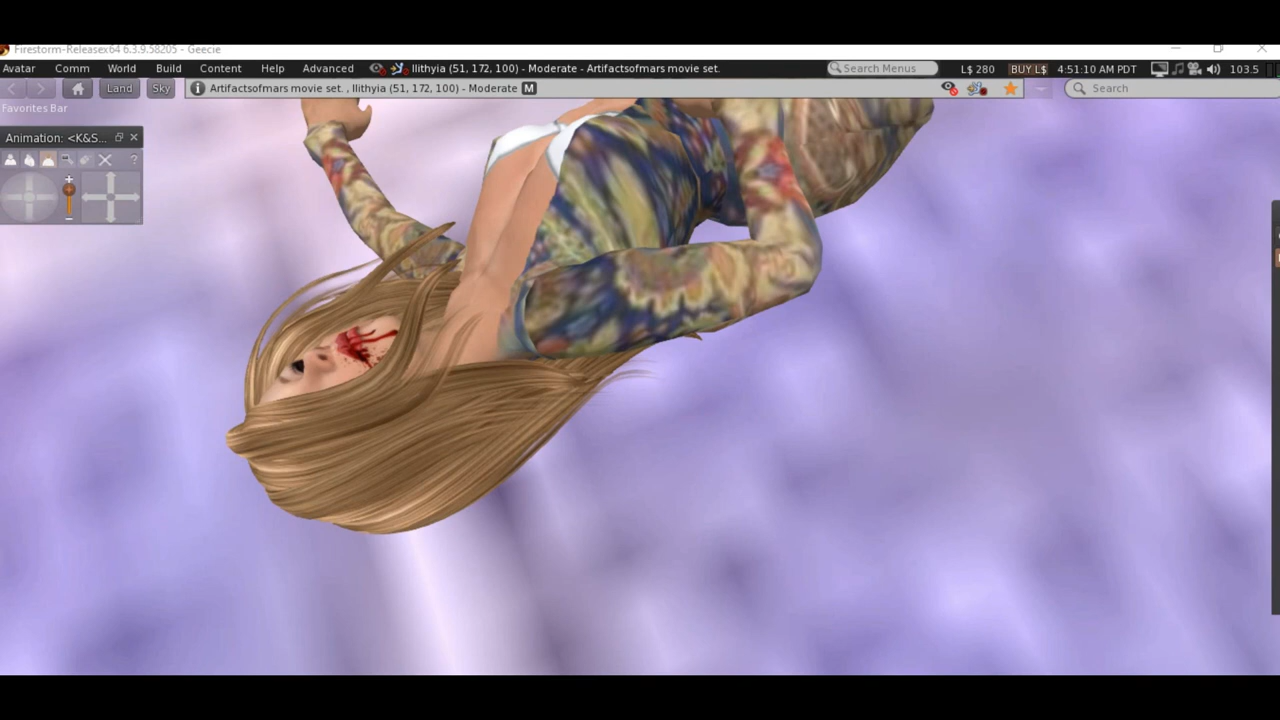 Firestorm-Releasex64 6.3.9.58205 - Geecie
Avatar Comm World Build Content Help Advanced Ilithyia (51, 172, 100) - Moderate - Artifactsofmars movie set. Search Menus L$ 280 BUY L$ 4:51:10 AM PDT 103.5
Land Sky Artifactsofmars movie set. , Ilithyia (51, 172, 100) - Moderate M Search
Favorites Bar
Animation: <K&S...
?